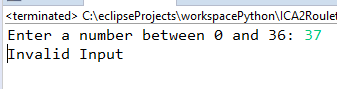 <terminated> C:\eclipseProjects\workspacePython\ICA2Roulet
Enter a number between 0 and 36: 37
Invalid Input